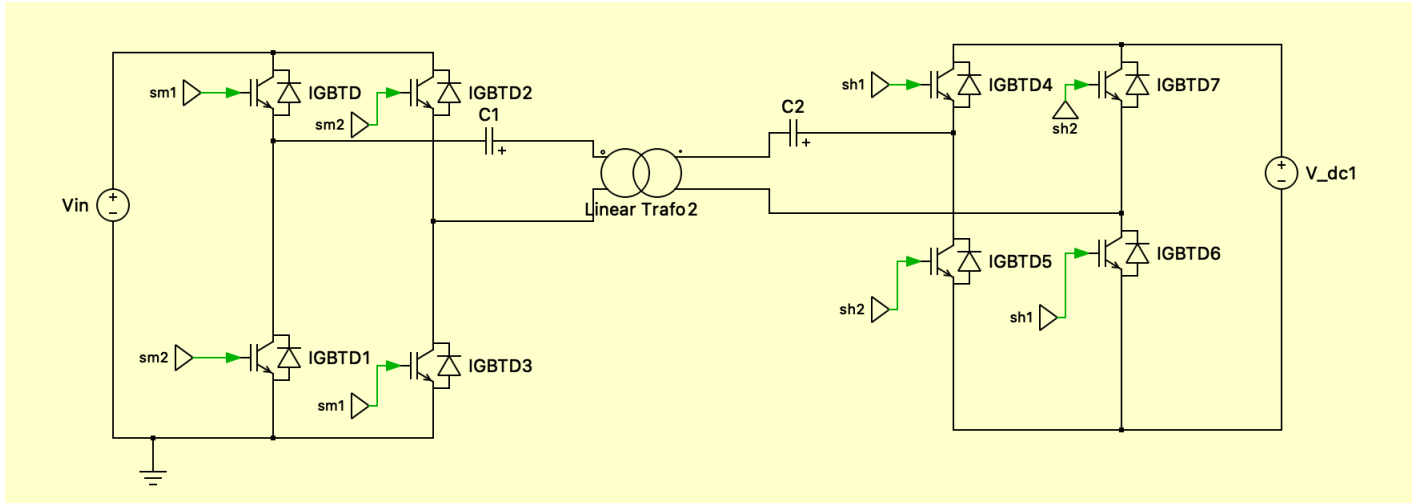 sm1
IGBTD
IGBTD2
sm2
C1
+
Vin
+
−
Linear Trafo2
sm2
IGBTD1
IGBTD3
sm1
C2
+
sh1
IGBTD4
IGBTD7
sh2
V_dc1
+
−
IGBTD5
IGBTD6
sh2
sh1